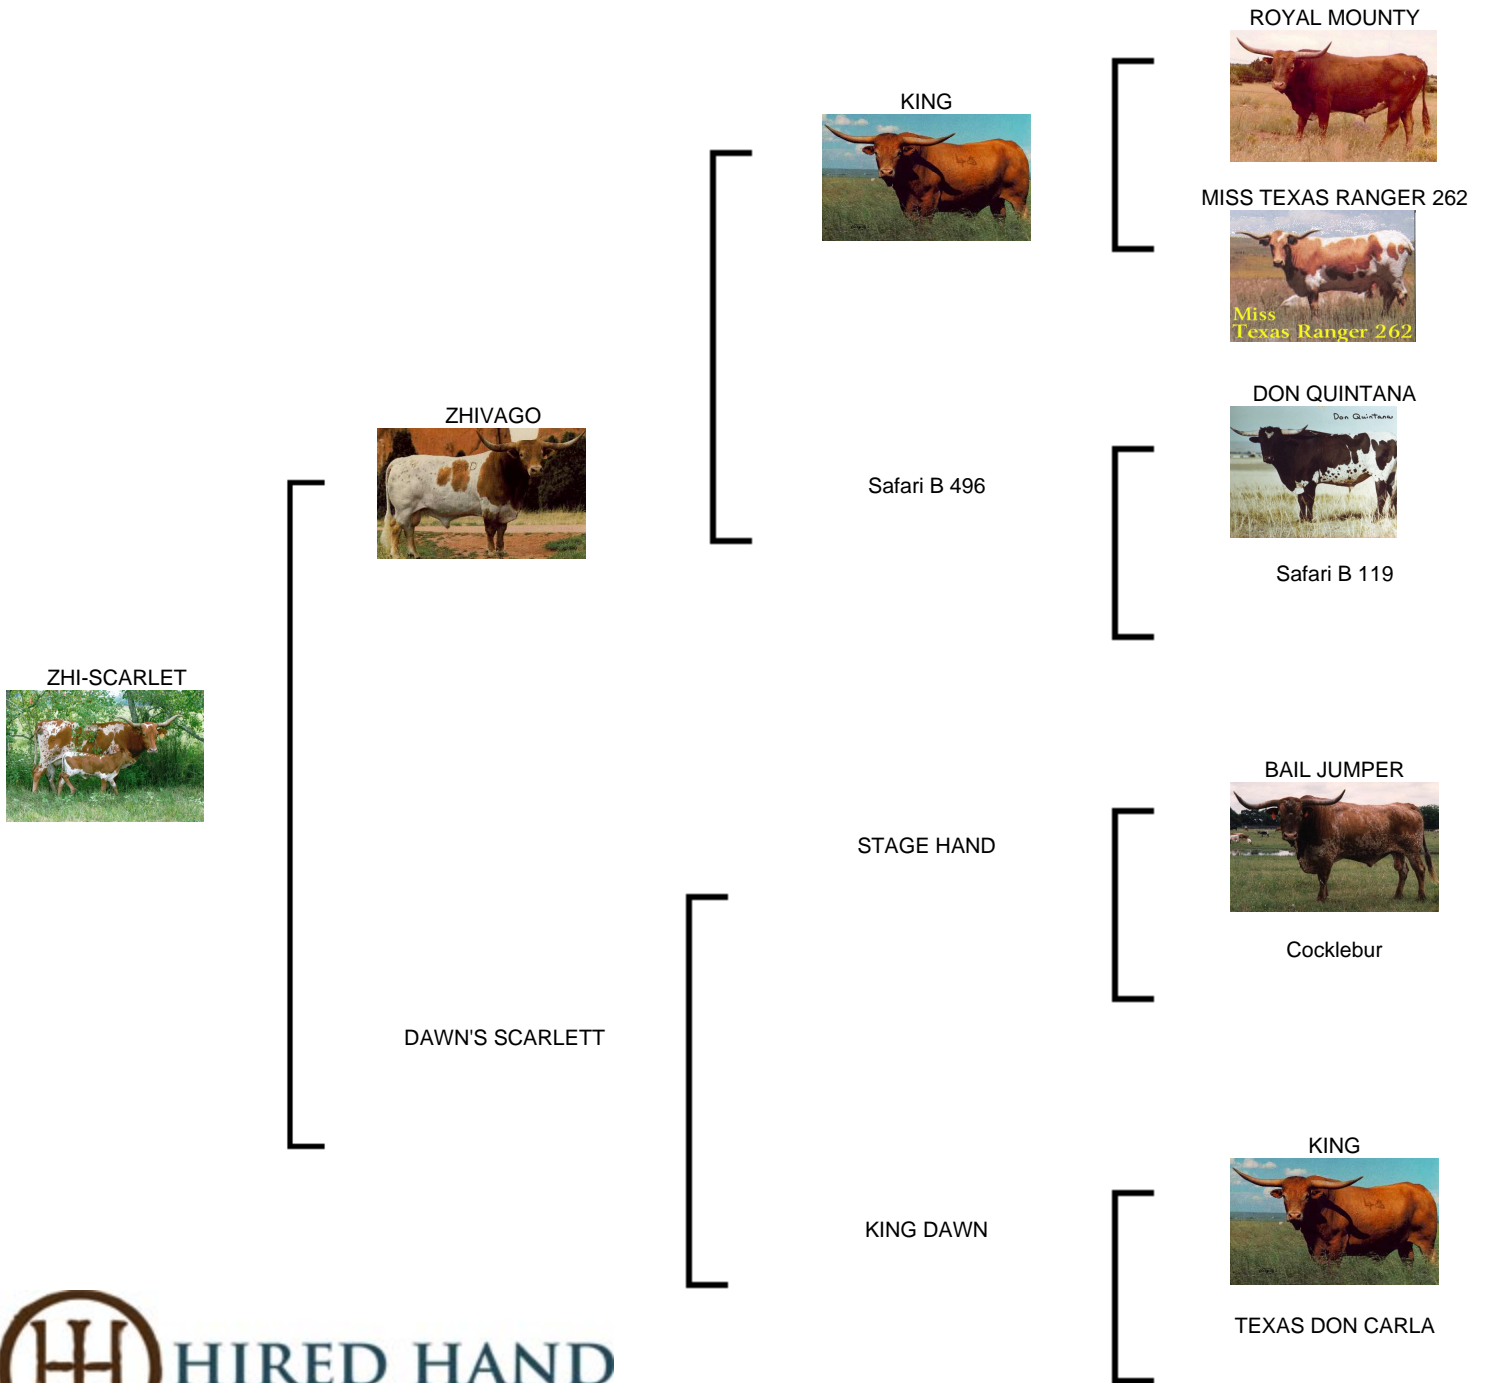 ROYAL MOUNTY
KING
MISS TEXAS RANGER 262
Miss
Texas Ranger 262
DON QUINTANA
Don Quintana
ZHIVAGO
Safari B 496
Safari B 119
ZHI-SCARLET
BAIL JUMPER
STAGE HAND
Cocklebur
DAWN'S SCARLETT
KING
KING DAWN
TEXAS DON CARLA
HIRED HAND